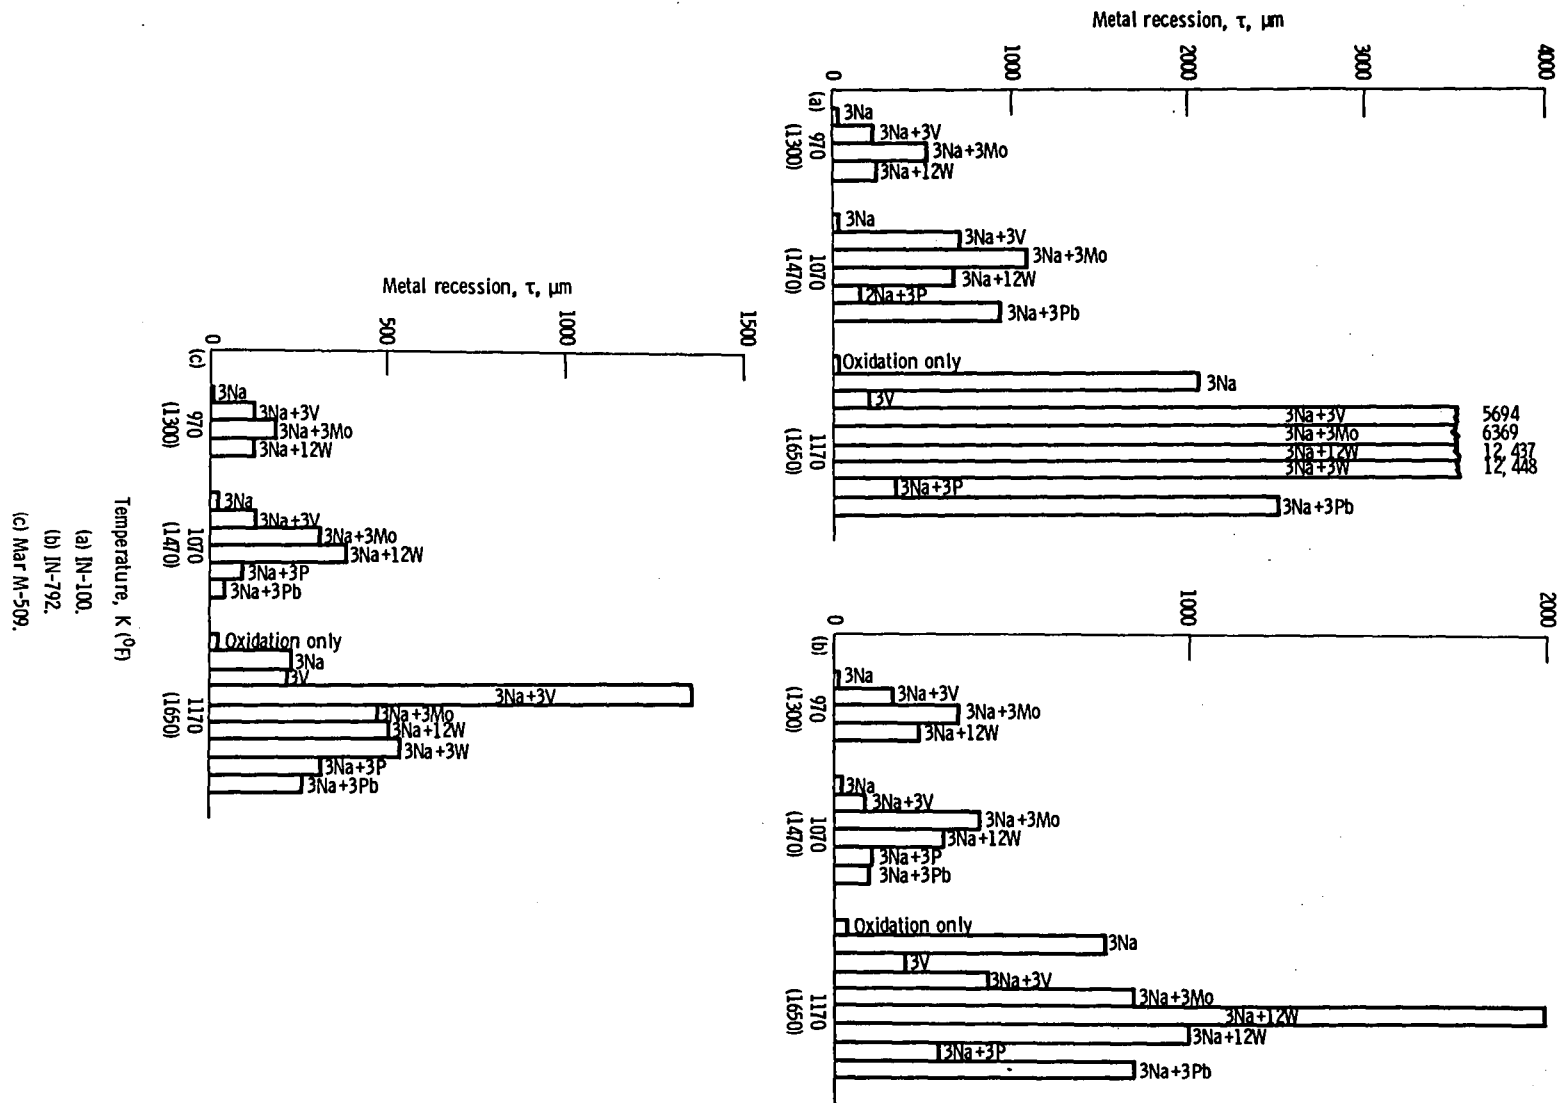 Metal recession, τ, μm
0
1000
2000
3000
4000
(a)
3Na
3Na+3V
3Na+3Mo
3Na+12W
970
(1300)
3Na
3Na+3V
3Na+3Mo
3Na+12W
2Na+3P
3Na+3Pb
1070
(1470)
Oxidation only
3Na
3V
3Na+3V 5694
3Na+3Mo 6369
3Na+12W 12, 437
3Na+3W 12, 448
3Na+3P
3Na+3Pb
1170
(1650)
0
1000
2000
(b)
3Na
3Na+3V
3Na+3Mo
3Na+12W
970
(1300)
3Na
3Na+3V
3Na+3Mo
3Na+12W
3Na+3P
3Na+3Pb
1070
(1470)
Oxidation only
3Na
3V
3Na+3V
3Na+3Mo
3Na+12W
3Na+12W
3Na+3P
3Na+3Pb
1170
(1650)
Metal recession, τ, μm
0
500
1000
1500
(c)
3Na
3Na+3V
3Na+3Mo
3Na+12W
970
(1300)
3Na
3Na+3V
3Na+3Mo
3Na+12W
3Na+3P
3Na+3Pb
1070
(1470)
Oxidation only
3Na
3V
3Na+3V
3Na+3Mo
3Na+12W
3Na+3W
3Na+3P
3Na+3Pb
1170
(1650)
Temperature, K (⁰F)
(a) IN-100.
(b) IN-792.
(c) Mar M-509.